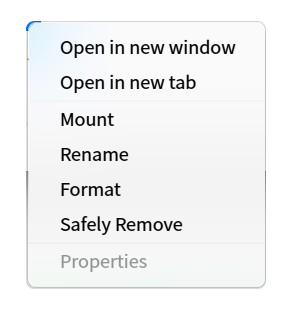 Open in new window
Open in new tab
Mount
Rename
Format
Safely Remove
Properties